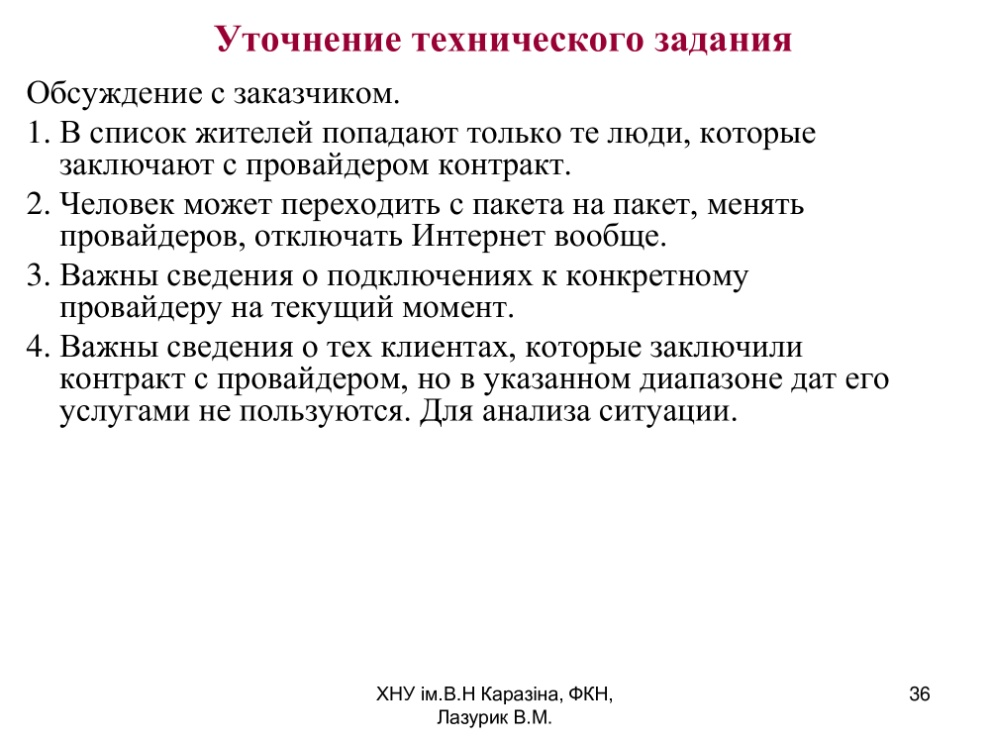 Уточнение технического задания
Обсуждение с заказчиком.
1. В список жителей попадают только те люди, которые
заключают с провайдером контракт.
2. Человек может переходить с пакета на пакет, менять
провайдеров, отключать Интернет вообще.
3. Важны сведения о подключениях к конкретному
провайдеру на текущий момент.
4. Важны сведения о тех клиентах, которые заключили
контракт с провайдером, но в указанном диапазоне дат его
услугами не пользуются. Для анализа ситуации.
ХНУ ім.В.Н Каразіна, ФКН,
Лазурик В.М.
36